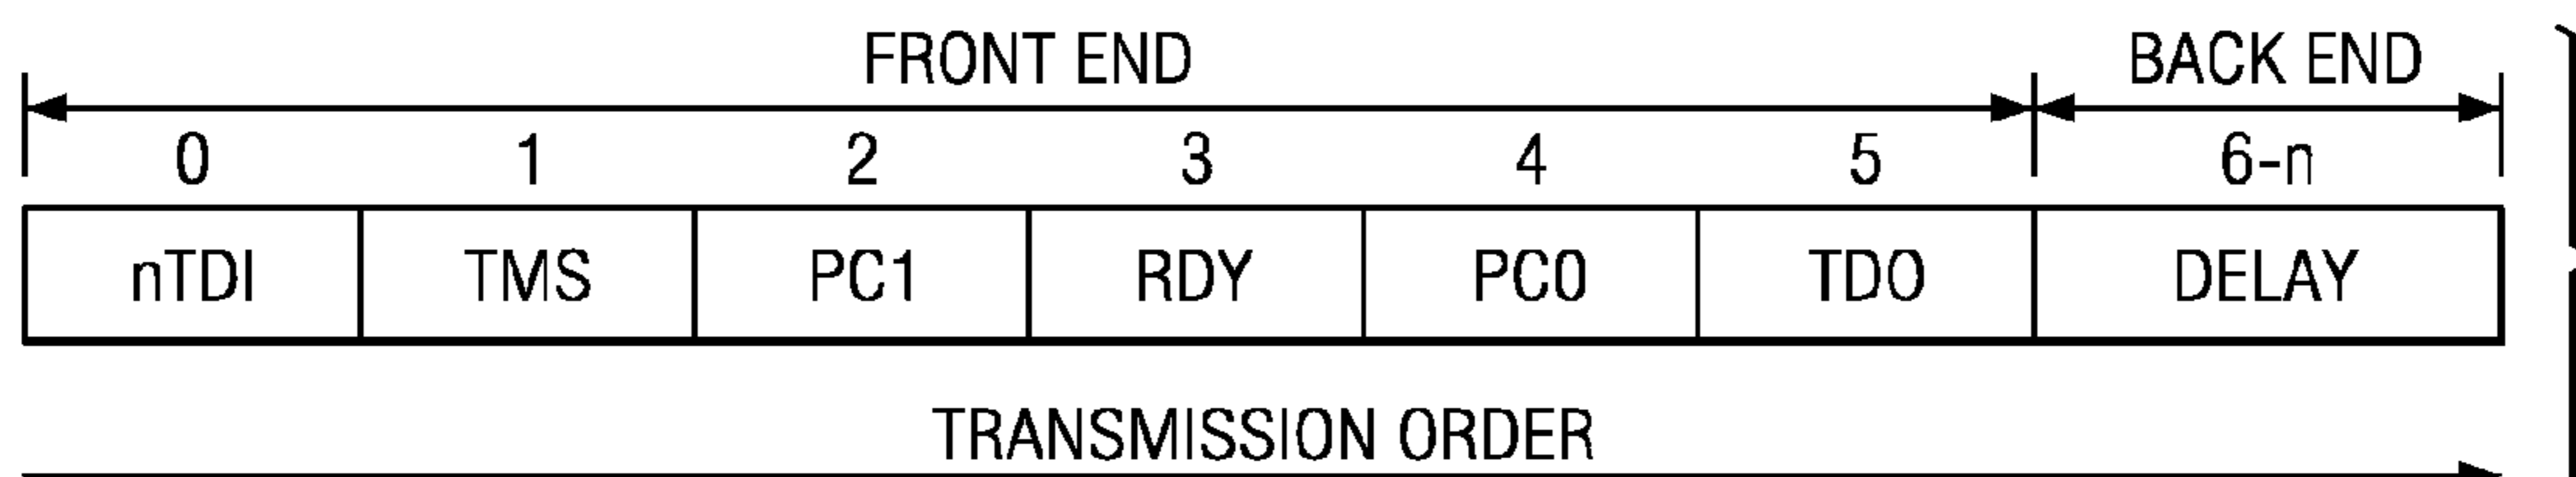 FRONT END BACK END
0 1 2 3 4 5 6-n
nTDI TMS PC1 RDY PC0 TDO DELAY
TRANSMISSION ORDER